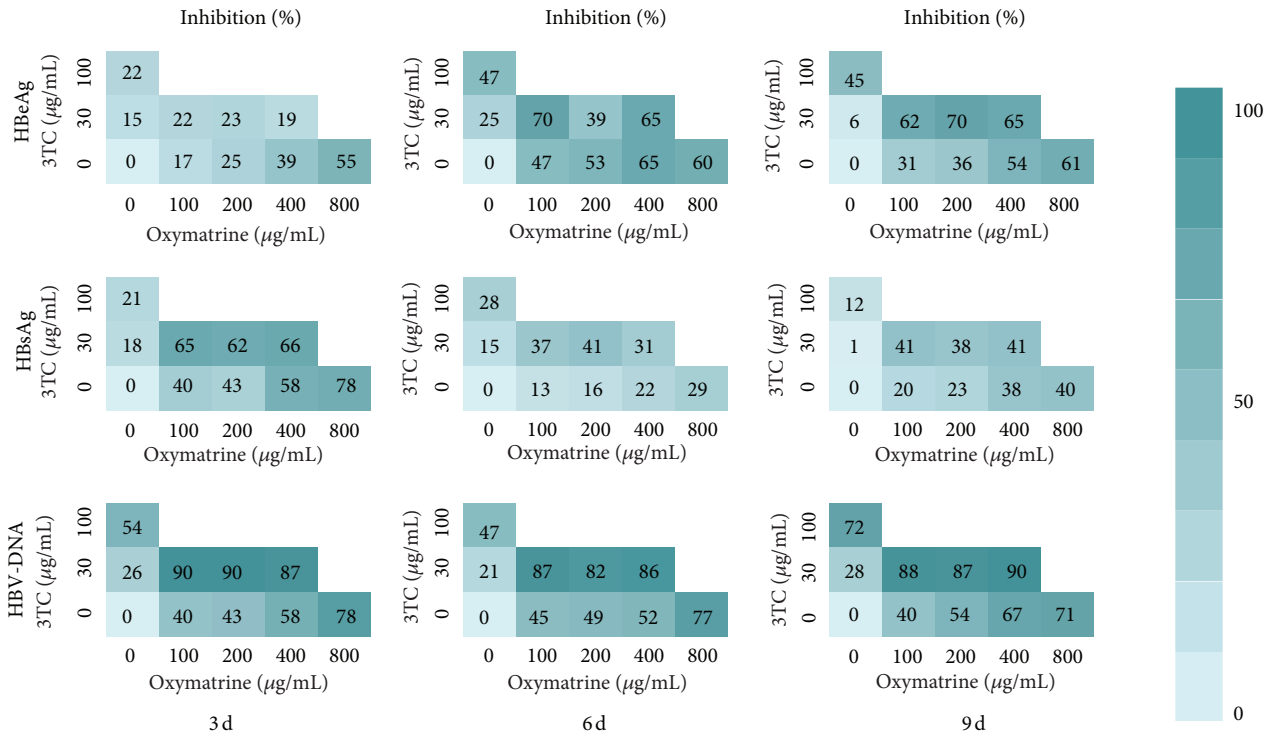 Inhibition (%) Inhibition (%) Inhibition (%)
HBeAg
3TC (μg/mL) 3TC (μg/mL) 3TC (μg/mL)
100 22 100 47 100 45
30 15 22 23 19 30 25 70 39 65 30 6 62 70 65
0 0 17 25 39 55 0 0 47 53 65 60 0 0 31 36 54 61
0 100 200 400 800 0 100 200 400 800 0 100 200 400 800
Oxymatrine (μg/mL) Oxymatrine (μg/mL) Oxymatrine (μg/mL)
HBsAg
3TC (μg/mL) 3TC (μg/mL) 3TC (μg/mL)
100 21 100 28 100 12
30 18 65 62 66 30 15 37 41 31 30 1 41 38 41
0 0 40 43 58 78 0 0 13 16 22 29 0 0 20 23 38 40
0 100 200 400 800 0 100 200 400 800 0 100 200 400 800
Oxymatrine (μg/mL) Oxymatrine (μg/mL) Oxymatrine (μg/mL)
HBV-DNA
3TC (μg/mL) 3TC (μg/mL) 3TC (μg/mL)
100 54 100 47 100 72
30 26 90 90 87 30 21 87 82 86 30 28 88 87 90
0 0 40 43 58 78 0 0 45 49 52 77 0 0 40 54 67 71
0 100 200 400 800 0 100 200 400 800 0 100 200 400 800
Oxymatrine (μg/mL) Oxymatrine (μg/mL) Oxymatrine (μg/mL)
3 d 6 d 9 d
100
50
0